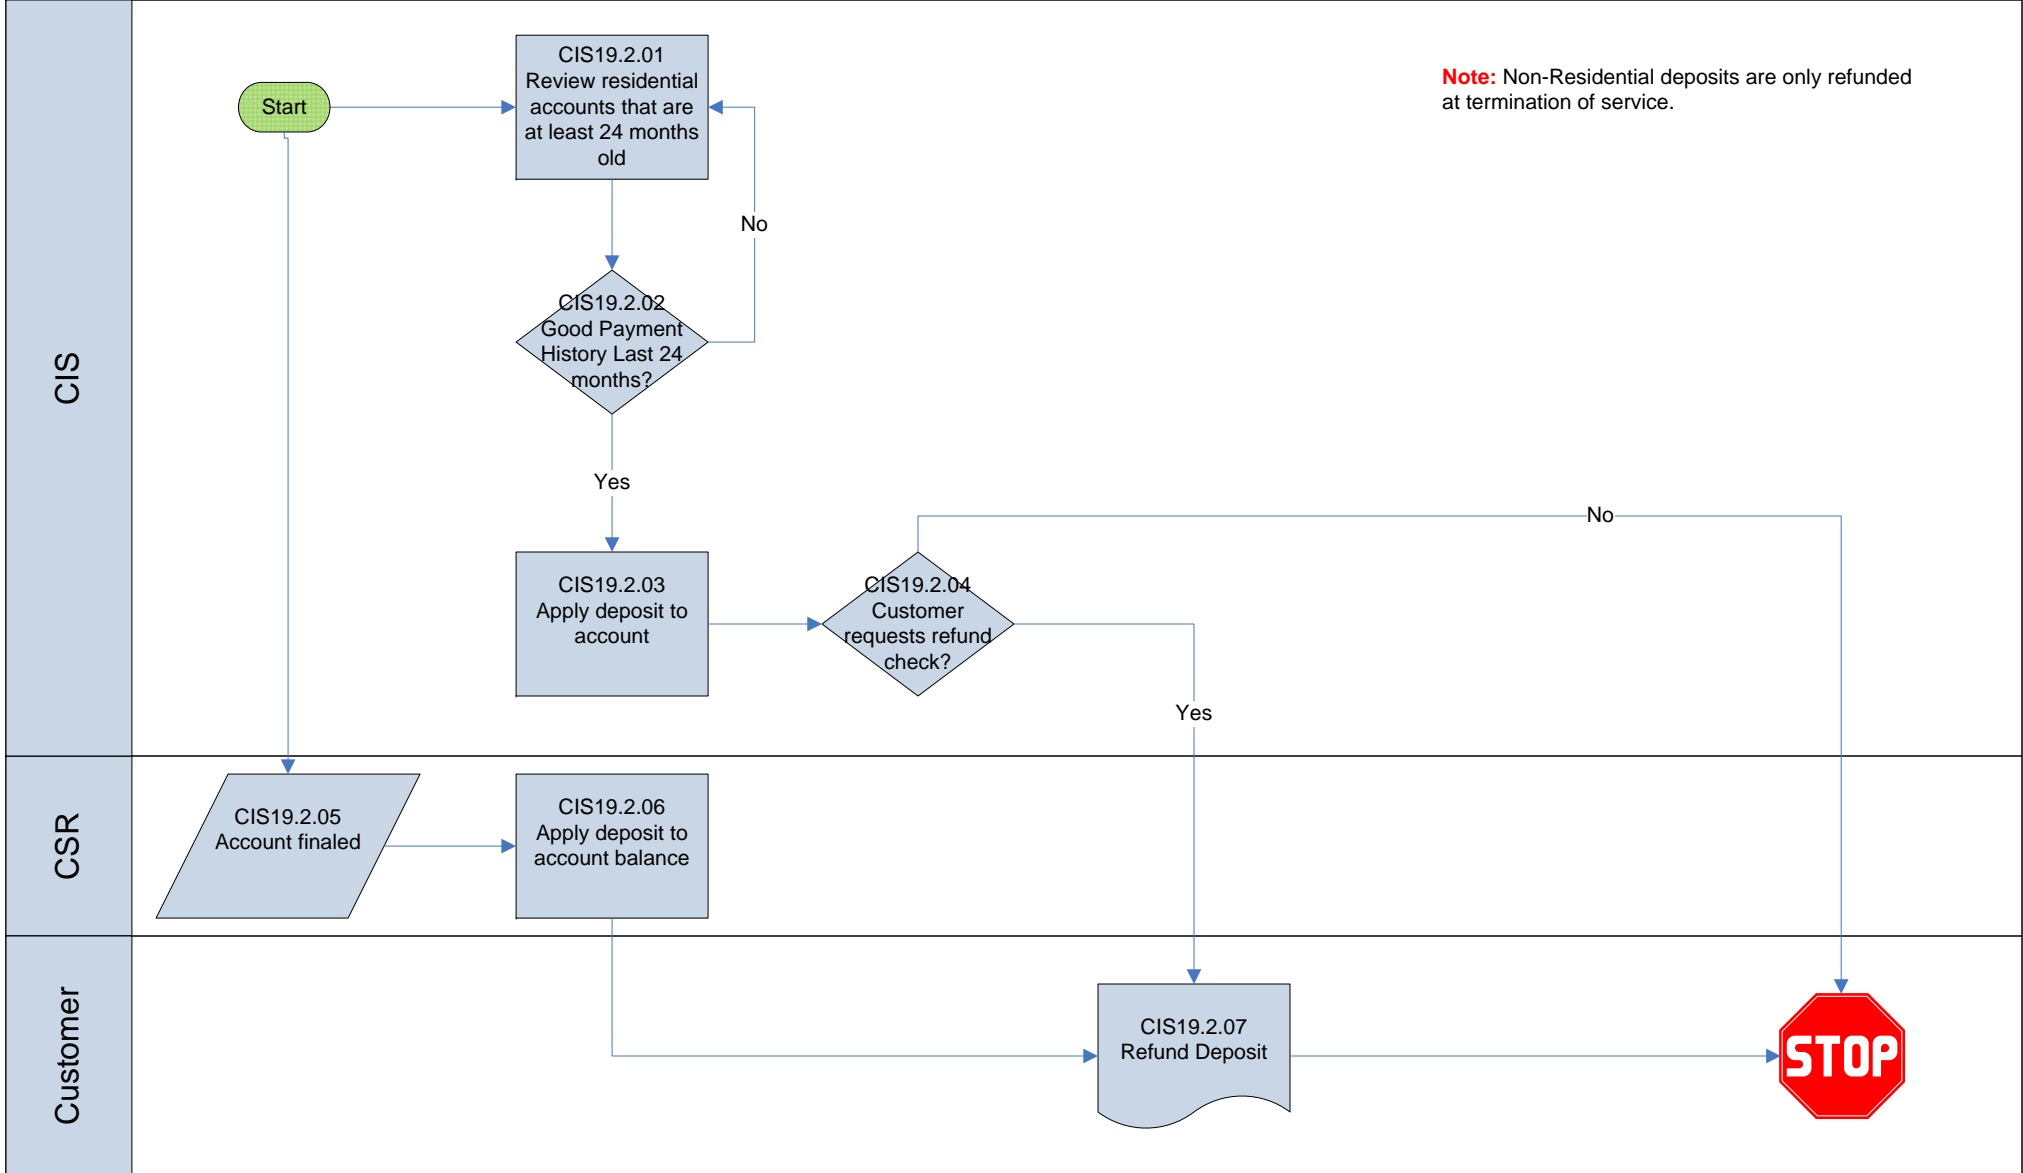 CIS
Start
CIS19.2.01
Review residential
accounts that are
at least 24 months
old
Note: Non-Residential deposits are only refunded
at termination of service.
No
CIS19.2.02
Good Payment
History Last 24
months?
Yes
CIS19.2.03
Apply deposit to
account
CIS19.2.04
Customer
requests refund
check?
No
Yes
CSR
CIS19.2.05
Account finaled
CIS19.2.06
Apply deposit to
account balance
Customer
CIS19.2.07
Refund Deposit
STOP